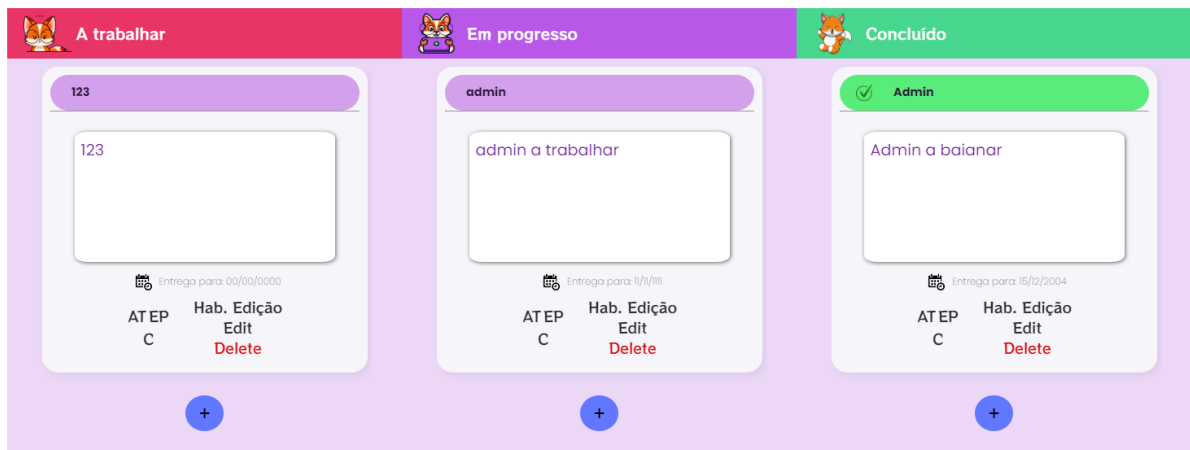 A trabalhar
Em progresso
Concluído
123
123
Entrega para: 00/00/0000
AT EP
C
Hab. Edição
Edit
Delete
+
admin
admin a trabalhar
Entrega para: 11/11/1111
AT EP
C
Hab. Edição
Edit
Delete
+
Admin
Admin a baianar
Entrega para: 15/12/2004
AT EP
C
Hab. Edição
Edit
Delete
+